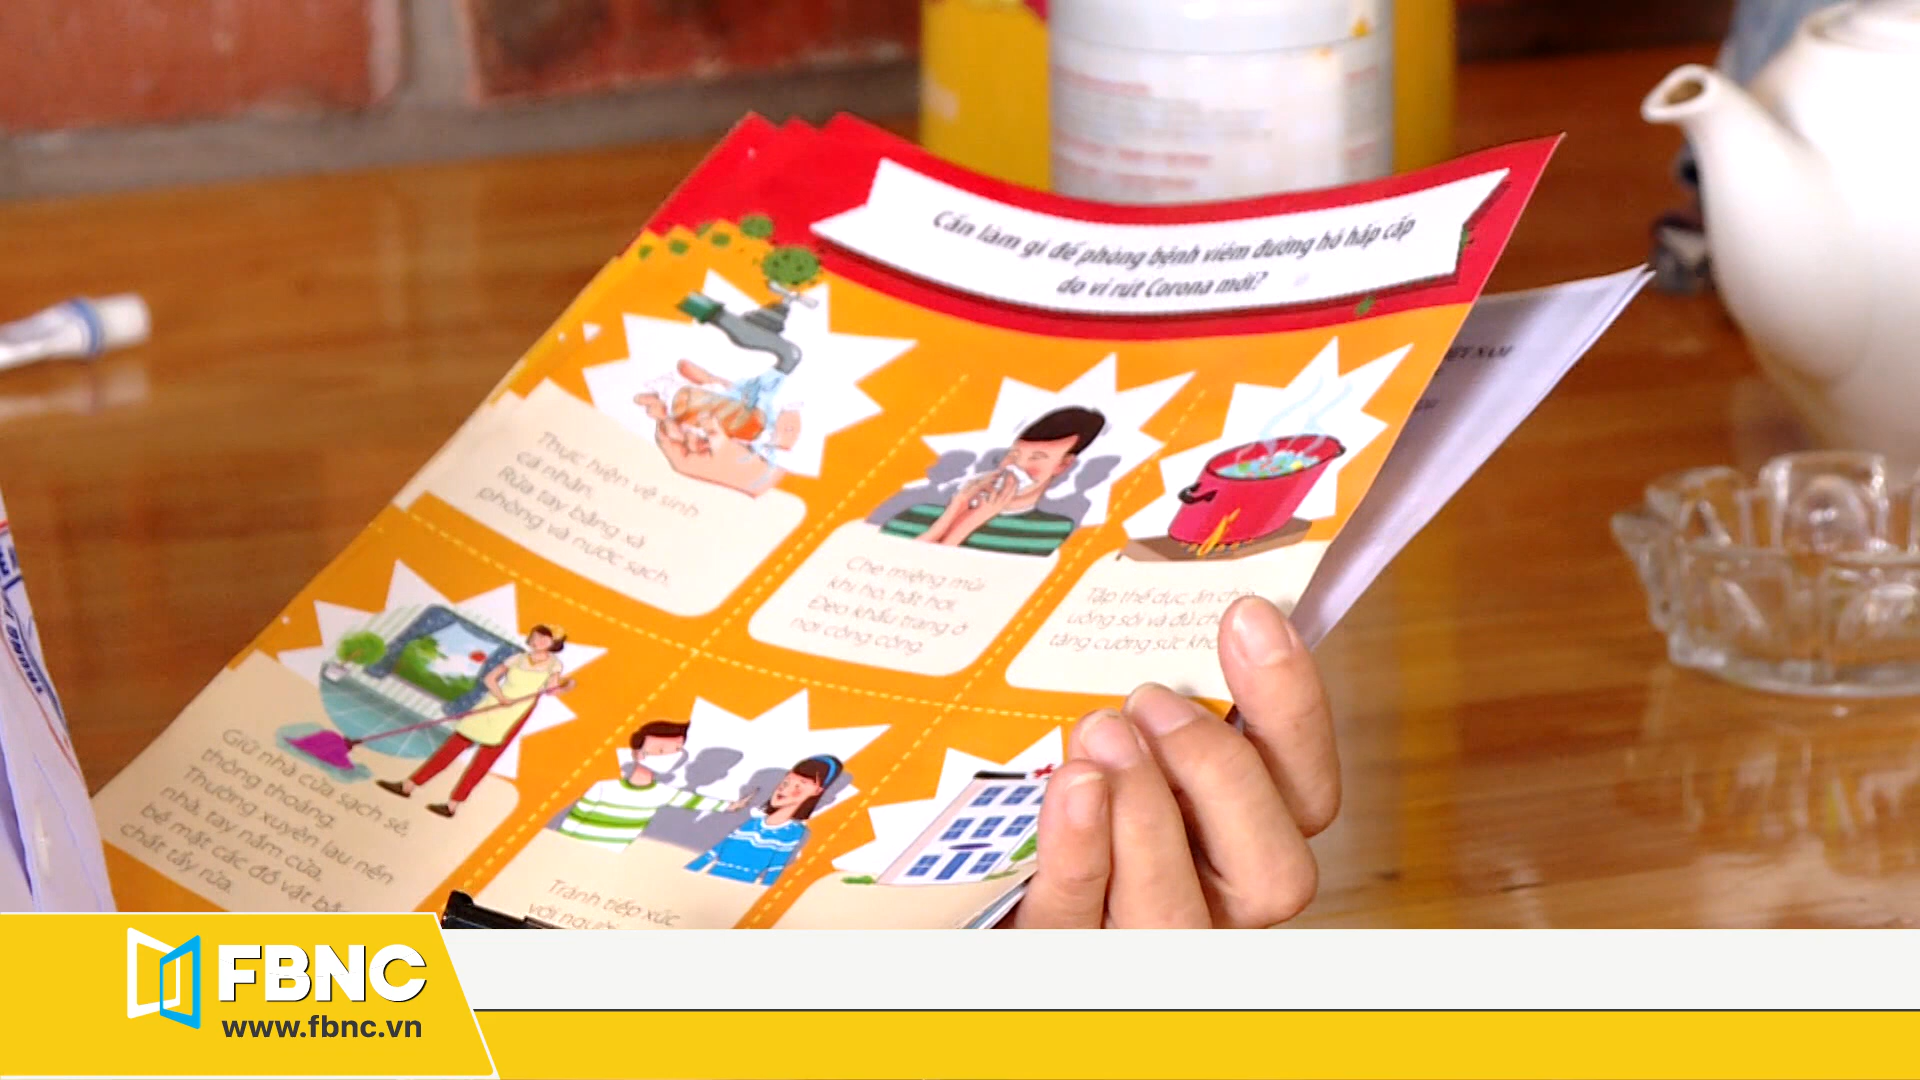 Cần làm gì để phòng bệnh viêm đường hô hấp cấp
do vi rút Corona mới?
Thực hiện vệ sinh
cá nhân.
Rửa tay bằng xà
phòng và nước sạch.
Che miệng mũi
khi ho, hắt hơi.
Đeo khẩu trang ở
nơi công cộng.
Tập thể dục, ăn chín
uống sôi và đủ
tăng cường sức
Giữ nhà cửa sạch sẽ,
thông thoáng.
Thường xuyên lau nền
nhà, tay nắm cửa,
bề mặt các đồ vật
chất tẩy rửa.
Tránh tiếp xúc
với
NAM
FBNC
www.fbnc.vn